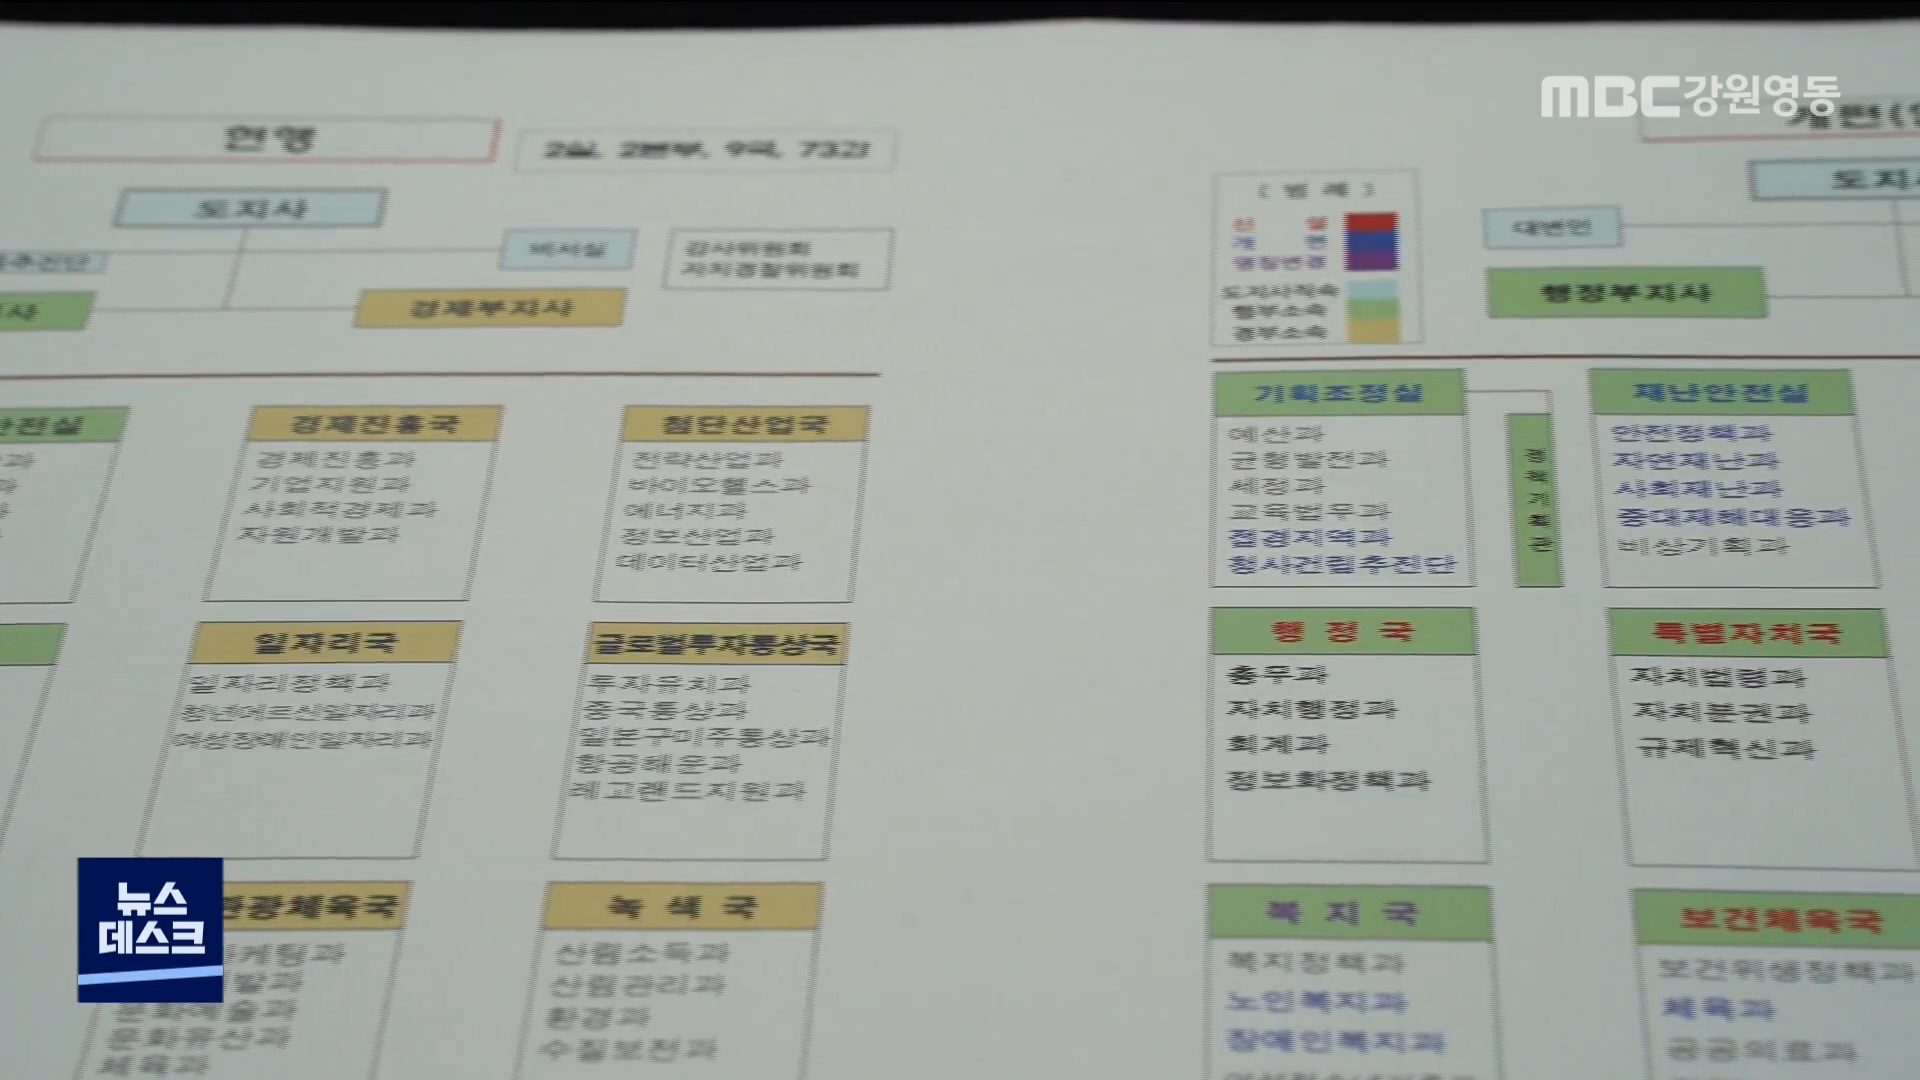 MBC강원영동
현행
2실, 2본부, 9국, 73과
도지사
비서실
감사위원회
자치경찰위원회
경제부지사
경제진흥국
경제진흥과
기업지원과
사회적경제과
자원개발과
첨단산업국
전략산업과
바이오헬스과
에너지과
정보산업과
데이터산업과
일자리국
일자리정책과
청년어르신일자리과
여성장애인일자리과
글로벌투자통상국
투자유치과
중국통상과
일본구미주통상과
항공해운과
레고랜드지원과
관광체육국
문화예술과
문화유산과
체육과
녹색국
산림소득과
산림관리과
환경과
수질보전과
(범례)
신설
개편
명칭변경
도지사직속
행부소속
경부소속
대변인
행정부지사
기획조정실
예산과
균형발전과
세정과
교육법무과
접경지역과
청사건립추진단
재난안전실
안전정책과
자연재난과
사회재난과
중대재해대응과
비상기획과
행정국
총무과
자치행정과
회계과
정보화정책과
특별자치국
자치법령과
자치분권과
규제혁신과
복지국
복지정책과
노인복지과
장애인복지과
보건체육국
보건위생정책과
체육과
공공의료과
뉴스
데스크